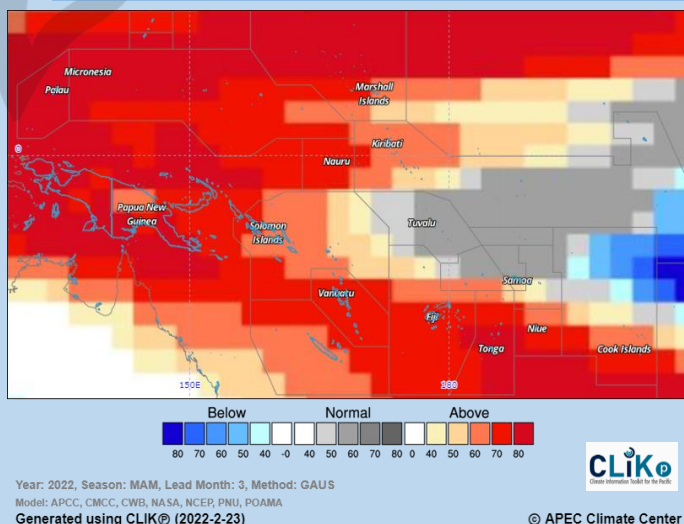 Micronesia
Palau
Marshall
Islands
0
Kiribati
Nauru
Papua New
Guinea
Solomon
Islands
Tuvalu
Samoa
Vanuatu
Fiji
Niue
Tonga
Cook Islands
150E
180
Below Normal Above
80 70 60 50 40 -0 40 50 60 70 80 0 40 50 60 70 80
CLiK℗
Climate Information Toolkit for the Pacific
Year: 2022, Season: MAM, Lead Month: 3, Method: GAUS
Model: APCC, CMCC, CWB, NASA, NCEP, PNU, POAMA
Generated using CLIK℗ (2022-2-23) © APEC Climate Center